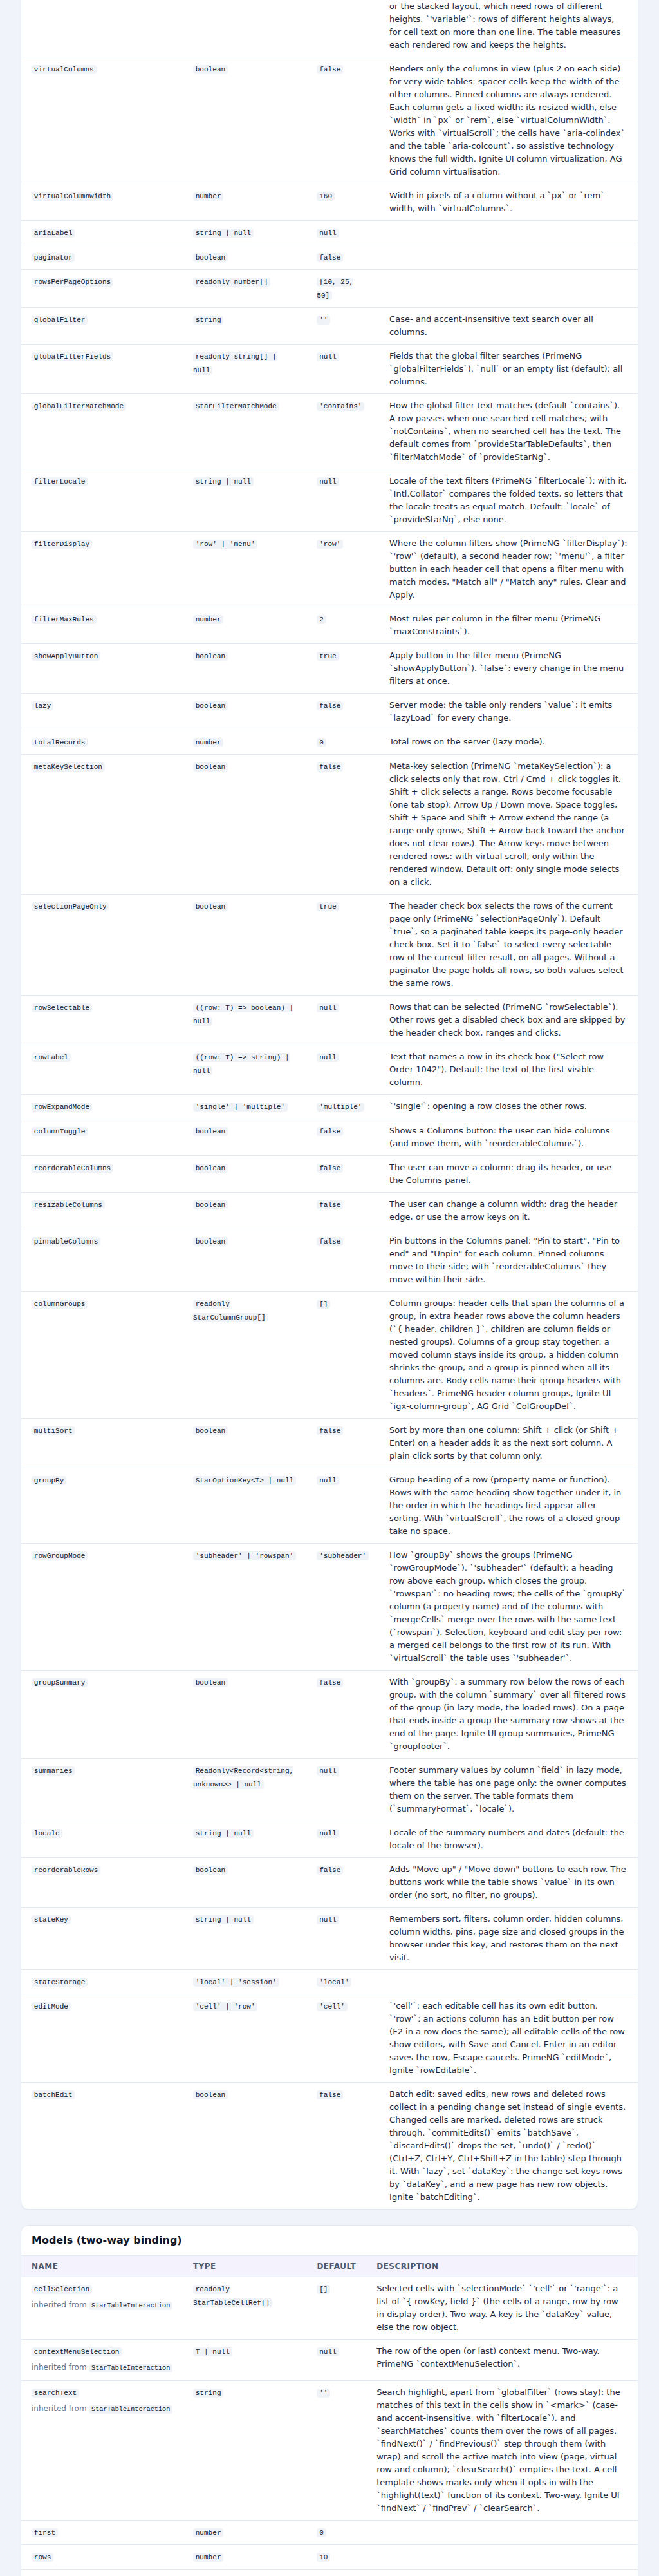 or the stacked layout, which need rows of different
heights. `'variable'`: rows of different heights always,
for cell text on more than one line. The table measures
each rendered row and keeps the heights.
virtualColumns boolean false Renders only the columns in view (plus 2 on each side)
for very wide tables: spacer cells keep the width of the
other columns. Pinned columns are always rendered.
Each column gets a fixed width: its resized width, else
`width` in `px` or `rem`, else `virtualColumnWidth`.
Works with `virtualScroll`; the cells have `aria-colindex`
and the table `aria-colcount`, so assistive technology
knows the full width. Ignite UI column virtualization, AG
Grid column virtualisation.
virtualColumnWidth number 160 Width in pixels of a column without a `px` or `rem`
width, with `virtualColumns`.
ariaLabel string | null null
paginator boolean false
rowsPerPageOptions readonly number[] [10, 25,
50]
globalFilter string '' Case- and accent-insensitive text search over all
columns.
globalFilterFields readonly string[] | null Fields that the global filter searches (PrimeNG
null `globalFilterFields`). `null` or an empty list (default): all
columns.
globalFilterMatchMode StarFilterMatchMode 'contains' How the global filter text matches (default `contains`).
A row passes when one searched cell matches; with
`notContains`, when no searched cell has the text. The
default comes from `provideStarTableDefaults`, then
`filterMatchMode` of `provideStarNg`.
filterLocale string | null null Locale of the text filters (PrimeNG `filterLocale`): with it,
`Intl.Collator` compares the folded texts, so letters that
the locale treats as equal match. Default: `locale` of
`provideStarNg`, else none.
filterDisplay 'row' | 'menu' 'row' Where the column filters show (PrimeNG `filterDisplay`):
`'row'` (default), a second header row; `'menu'`, a filter
button in each header cell that opens a filter menu with
match modes, "Match all" / "Match any" rules, Clear and
Apply.
filterMaxRules number 2 Most rules per column in the filter menu (PrimeNG
`maxConstraints`).
showApplyButton boolean true Apply button in the filter menu (PrimeNG
`showApplyButton`). `false`: every change in the menu
filters at once.
lazy boolean false Server mode: the table only renders `value`; it emits
`lazyLoad` for every change.
totalRecords number 0 Total rows on the server (lazy mode).
metaKeySelection boolean false Meta-key selection (PrimeNG `metaKeySelection`): a
click selects only that row, Ctrl / Cmd + click toggles it,
Shift + click selects a range. Rows become focusable
(one tab stop): Arrow Up / Down move, Space toggles,
Shift + Space and Shift + Arrow extend the range (a
range only grows; Shift + Arrow back toward the anchor
does not clear rows). The Arrow keys move between
rendered rows: with virtual scroll, only within the
rendered window. Default off: only single mode selects
on a click.
selectionPageOnly boolean true The header check box selects the rows of the current
page only (PrimeNG `selectionPageOnly`). Default
`true`, so a paginated table keeps its page-only header
check box. Set it to `false` to select every selectable
row of the current filter result, on all pages. Without a
paginator the page holds all rows, so both values select
the same rows.
rowSelectable ((row: T) => boolean) | null Rows that can be selected (PrimeNG `rowSelectable`).
null Other rows get a disabled check box and are skipped by
the header check box, ranges and clicks.
rowLabel ((row: T) => string) | null Text that names a row in its check box ("Select row
null Order 1042"). Default: the text of the first visible
column.
rowExpandMode 'single' | 'multiple' 'multiple' `'single'`: opening a row closes the other rows.
columnToggle boolean false Shows a Columns button: the user can hide columns
(and move them, with `reorderableColumns`).
reorderableColumns boolean false The user can move a column: drag its header, or use
the Columns panel.
resizableColumns boolean false The user can change a column width: drag the header
edge, or use the arrow keys on it.
pinnableColumns boolean false Pin buttons in the Columns panel: "Pin to start", "Pin to
end" and "Unpin" for each column. Pinned columns
move to their side; with `reorderableColumns` they
move within their side.
columnGroups readonly [] Column groups: header cells that span the columns of a
StarColumnGroup[] group, in extra header rows above the column headers
(`{ header, children }`, children are column fields or
nested groups). Columns of a group stay together: a
moved column stays inside its group, a hidden column
shrinks the group, and a group is pinned when all its
columns are. Body cells name their group headers with
`headers`. PrimeNG header column groups, Ignite UI
`igx-column-group`, AG Grid `ColGroupDef`.
multiSort boolean false Sort by more than one column: Shift + click (or Shift +
Enter) on a header adds it as the next sort column. A
plain click sorts by that column only.
groupBy StarOptionKey<T> | null null Group heading of a row (property name or function).
Rows with the same heading show together under it, in
the order in which the headings first appear after
sorting. With `virtualScroll`, the rows of a closed group
take no space.
rowGroupMode 'subheader' | 'rowspan' 'subheader' How `groupBy` shows the groups (PrimeNG
`rowGroupMode`). `'subheader'` (default): a heading
row above each group, which closes the group.
`'rowspan'`: no heading rows; the cells of the `groupBy`
column (a property name) and of the columns with
`mergeCells` merge over the rows with the same text
(`rowspan`). Selection, keyboard and edit stay per row:
a merged cell belongs to the first row of its run. With
`virtualScroll` the table uses `'subheader'`.
groupSummary boolean false With `groupBy`: a summary row below the rows of each
group, with the column `summary` over all filtered rows
of the group (in lazy mode, the loaded rows). On a page
that ends inside a group the summary row shows at the
end of the page. Ignite UI group summaries, PrimeNG
`groupfooter`.
summaries Readonly<Record<string, null Footer summary values by column `field` in lazy mode,
unknown>> | null where the table has one page only: the owner computes
them on the server. The table formats them
(`summaryFormat`, `locale`).
locale string | null null Locale of the summary numbers and dates (default: the
locale of the browser).
reorderableRows boolean false Adds "Move up" / "Move down" buttons to each row. The
buttons work while the table shows `value` in its own
order (no sort, no filter, no groups).
stateKey string | null null Remembers sort, filters, column order, hidden columns,
column widths, pins, page size and closed groups in the
browser under this key, and restores them on the next
visit.
stateStorage 'local' | 'session' 'local'
editMode 'cell' | 'row' 'cell' `'cell'`: each editable cell has its own edit button.
`'row'`: an actions column has an Edit button per row
(F2 in a row does the same); all editable cells of the row
show editors, with Save and Cancel. Enter in an editor
saves the row, Escape cancels. PrimeNG `editMode`,
Ignite `rowEditable`.
batchEdit boolean false Batch edit: saved edits, new rows and deleted rows
collect in a pending change set instead of single events.
Changed cells are marked, deleted rows are struck
through. `commitEdits()` emits `batchSave`,
`discardEdits()` drops the set, `undo()` / `redo()`
(Ctrl+Z, Ctrl+Y, Ctrl+Shift+Z in the table) step through
it. With `lazy`, set `dataKey`: the change set keys rows
by `dataKey`, and a new page has new row objects.
Ignite `batchEditing`.
Models (two-way binding)
NAME TYPE DEFAULT DESCRIPTION
cellSelection readonly [] Selected cells with `selectionMode` `'cell'` or `'range'`: a
inherited from StarTableInteraction StarTableCellRef[] list of `{ rowKey, field }` (the cells of a range, row by row
in display order). Two-way. A key is the `dataKey` value,
else the row object.
contextMenuSelection T | null null The row of the open (or last) context menu. Two-way.
inherited from StarTableInteraction PrimeNG `contextMenuSelection`.
searchText string '' Search highlight, apart from `globalFilter` (rows stay): the
inherited from StarTableInteraction matches of this text in the cells show in `<mark>` (case-
and accent-insensitive, with `filterLocale`), and
`searchMatches` counts them over the rows of all pages.
`findNext()` / `findPrevious()` step through them (with
wrap) and scroll the active match into view (page, virtual
row and column); `clearSearch()` empties the text. A cell
template shows marks only when it opts in with the
`highlight(text)` function of its context. Two-way. Ignite UI
`findNext` / `findPrev` / `clearSearch`.
first number 0
rows number 10